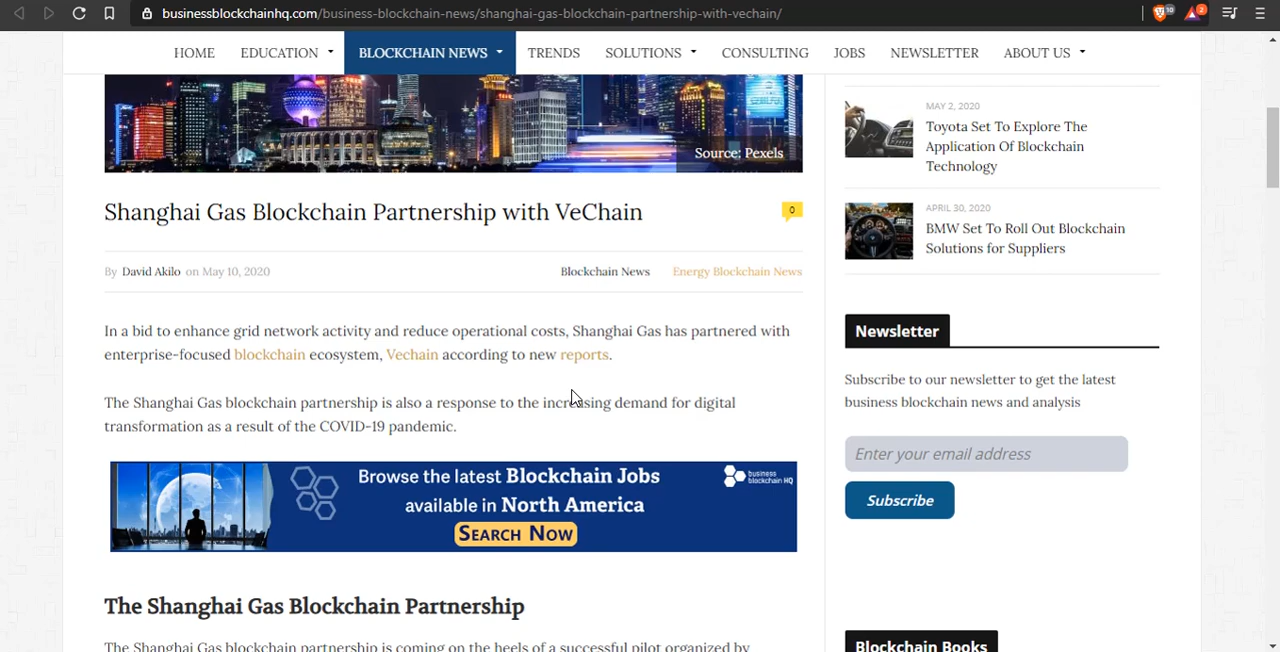 businessblockchainhq.com/business-blockchain-news/shanghai-gas-blockchain-partnership-with-vechain/
10
2
HOME EDUCATION BLOCKCHAIN NEWS TRENDS SOLUTIONS CONSULTING JOBS NEWSLETTER ABOUT US
Source: Pexels
Shanghai Gas Blockchain Partnership with VeChain
0
By David Akilo on May 10, 2020
Blockchain News Energy Blockchain News
In a bid to enhance grid network activity and reduce operational costs, Shanghai Gas has partnered with
enterprise-focused blockchain ecosystem, Vechain according to new reports.
The Shanghai Gas blockchain partnership is also a response to the increasing demand for digital
transformation as a result of the COVID-19 pandemic.
Browse the latest Blockchain Jobs
available in North America
SEARCH NOW
business
blockchain HQ
The Shanghai Gas Blockchain Partnership
The Shanghai Gas blockchain partnership is coming on the heels of a successful pilot organized by
MAY 2, 2020
Toyota Set To Explore The
Application Of Blockchain
Technology
APRIL 30, 2020
BMW Set To Roll Out Blockchain
Solutions for Suppliers
Newsletter
Subscribe to our newsletter to get the latest
business blockchain news and analysis
Enter your email address
Subscribe
Blockchain Books